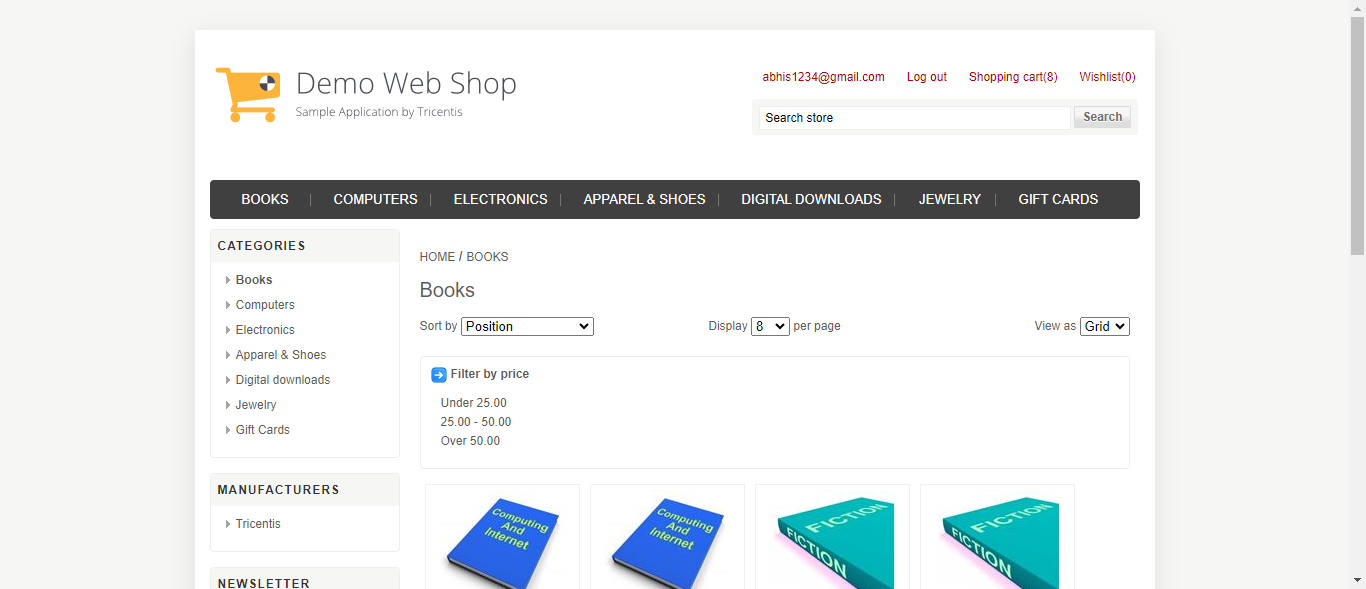 Demo Web Shop
Sample Application by Tricentis
abhis1234@gmail.com Log out Shopping cart(8) Wishlist(0)
Search store Search
BOOKS COMPUTERS ELECTRONICS APPAREL & SHOES DIGITAL DOWNLOADS JEWELRY GIFT CARDS
CATEGORIES
Books
Computers
Electronics
Apparel & Shoes
Digital downloads
Jewelry
Gift Cards
MANUFACTURERS
Tricentis
NEWSLETTER
HOME / BOOKS
Books
Sort by Position Display 8 per page View as Grid
Filter by price
Under 25.00
25.00 - 50.00
Over 50.00
Computing
And
Internet
Computing
And
Internet
FICTION
FICTION
FICTION
FICTION